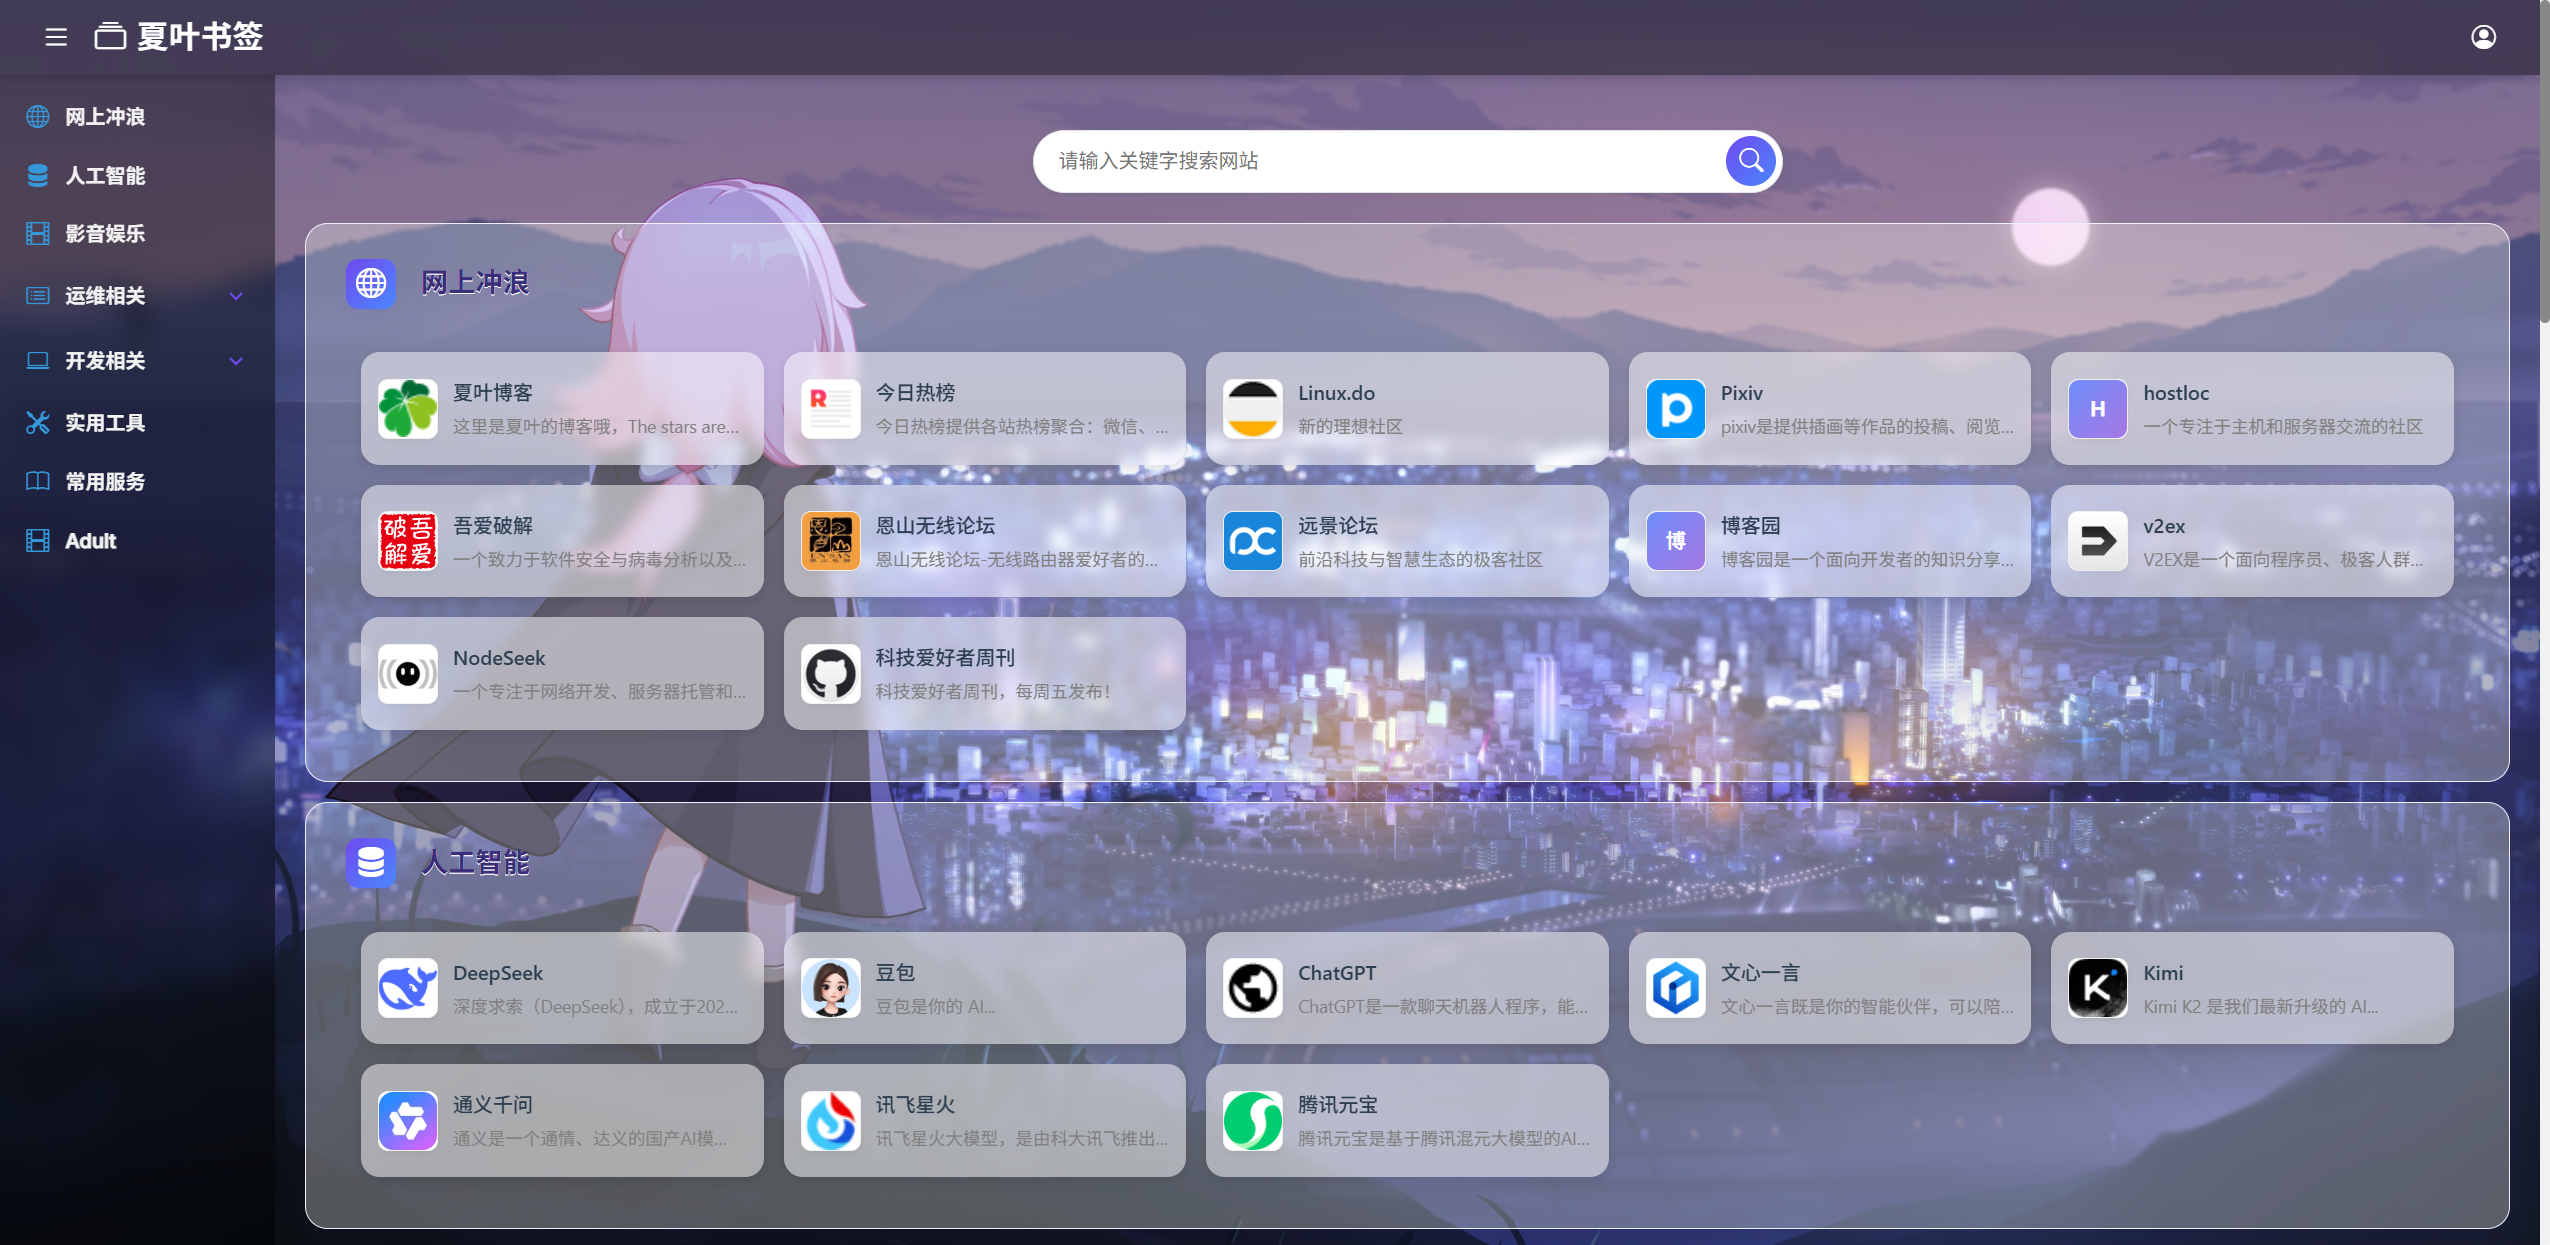 夏叶书签
网上冲浪
人工智能
影音娱乐
运维相关
开发相关
实用工具
常用服务
Adult
请输入关键字搜索网站
网上冲浪
夏叶博客
这里是夏叶的博客哦，The stars are...
今日热榜
今日热榜提供各站热榜聚合：微信、...
Linux.do
新的理想社区
Pixiv
pixiv是提供插画等作品的投稿、阅览...
H
hostloc
一个专注于主机和服务器交流的社区
吾爱破解
吾爱破解
一个致力于软件安全与病毒分析以及...
恩山
EN SAN
恩山无线论坛
恩山无线论坛-无线路由器爱好者的...
远景论坛
前沿科技与智慧生态的极客社区
博
博客园
博客园是一个面向开发者的知识分享...
v2ex
V2EX是一个面向程序员、极客人群...
NodeSeek
一个专注于网络开发、服务器托管和...
R
科技爱好者周刊
科技爱好者周刊，每周五发布！
人工智能
DeepSeek
深度求索（DeepSeek），成立于202...
豆包
豆包是你的 AI...
ChatGPT
ChatGPT是一款聊天机器人程序，能...
文心一言
文心一言既是你的智能伙伴，可以陪...
K
Kimi
Kimi K2 是我们最新升级的 AI...
通义千问
通义是一个通情、达义的国产AI模...
讯飞星火
讯飞星火大模型，是由科大讯飞推出...
腾讯元宝
腾讯元宝是基于腾讯混元大模型的AI...